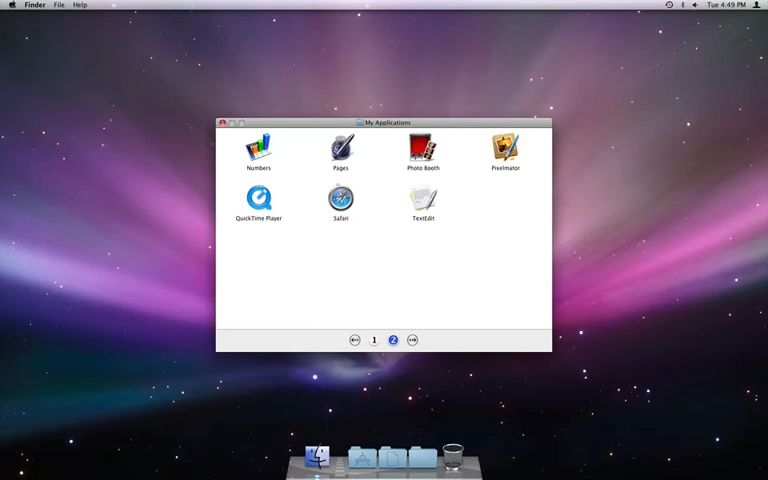 Finder File Help
Tue 4:49 PM
My Applications
Numbers Pages Photo Booth Pixelmator
QuickTime Player Safari TextEdit
1 2